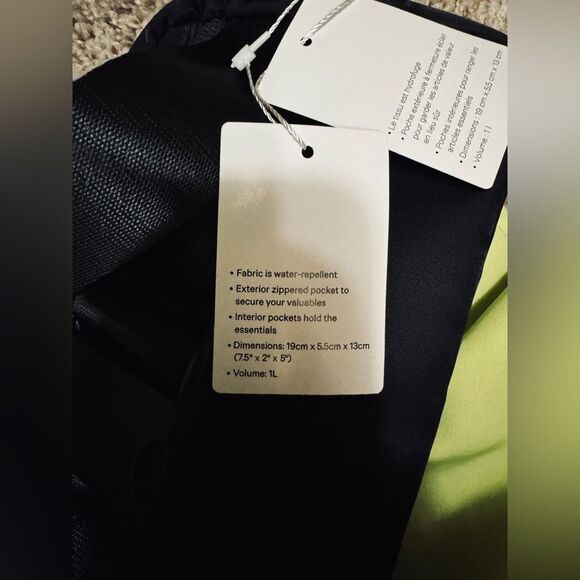 • Fabric is water-repellent
• Exterior zippered pocket to
secure your valuables
• Interior pockets hold the
essentials
• Dimensions: 19cm x 5.5cm x 13cm
(7.5" x 2" x 5")
• Volume: 1L
• Le tissu est hydrofuge
• Poche extérieure à fermeture éclair
pour garder les articles de valeur
en lieu sûr
• Poches intérieures pour ranger les
articles essentiels
• Dimensions : 19 cm x 5.5 cm x 13 cm
• Volume : 1 l